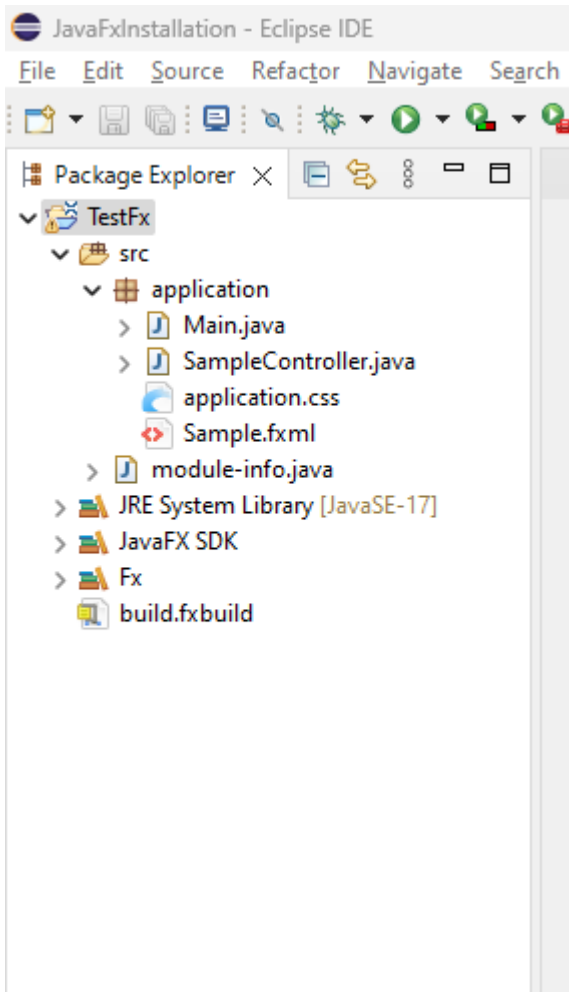 JavaFxInstallation - Eclipse IDE
File Edit Source Refactor Navigate Search
Package Explorer
TestFx
src
application
Main.java
SampleController.java
application.css
Sample.fxml
module-info.java
JRE System Library [JavaSE-17]
JavaFX SDK
Fx
build.fxbuild